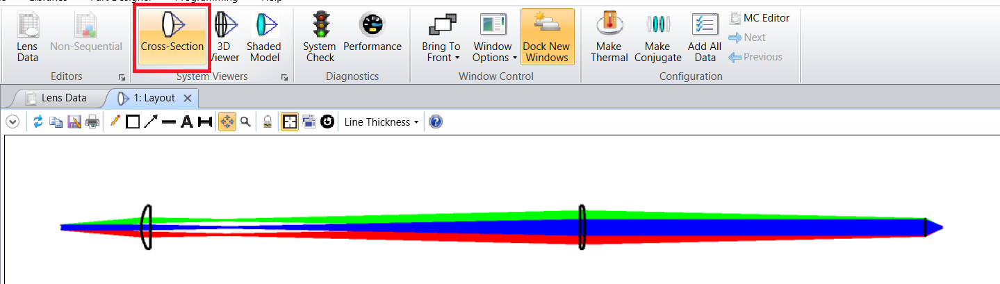 Lens Data
Non-Sequential
Cross-Section
3D Viewer
Shaded Model
System Check
Performance
Bring To Front
Window Options
Dock New Windows
Make Thermal
Make Conjugate
Add All Data
MC Editor
Next
Previous
Editors
System Viewers
Diagnostics
Window Control
Configuration
Lens Data
1: Layout
A
Line Thickness